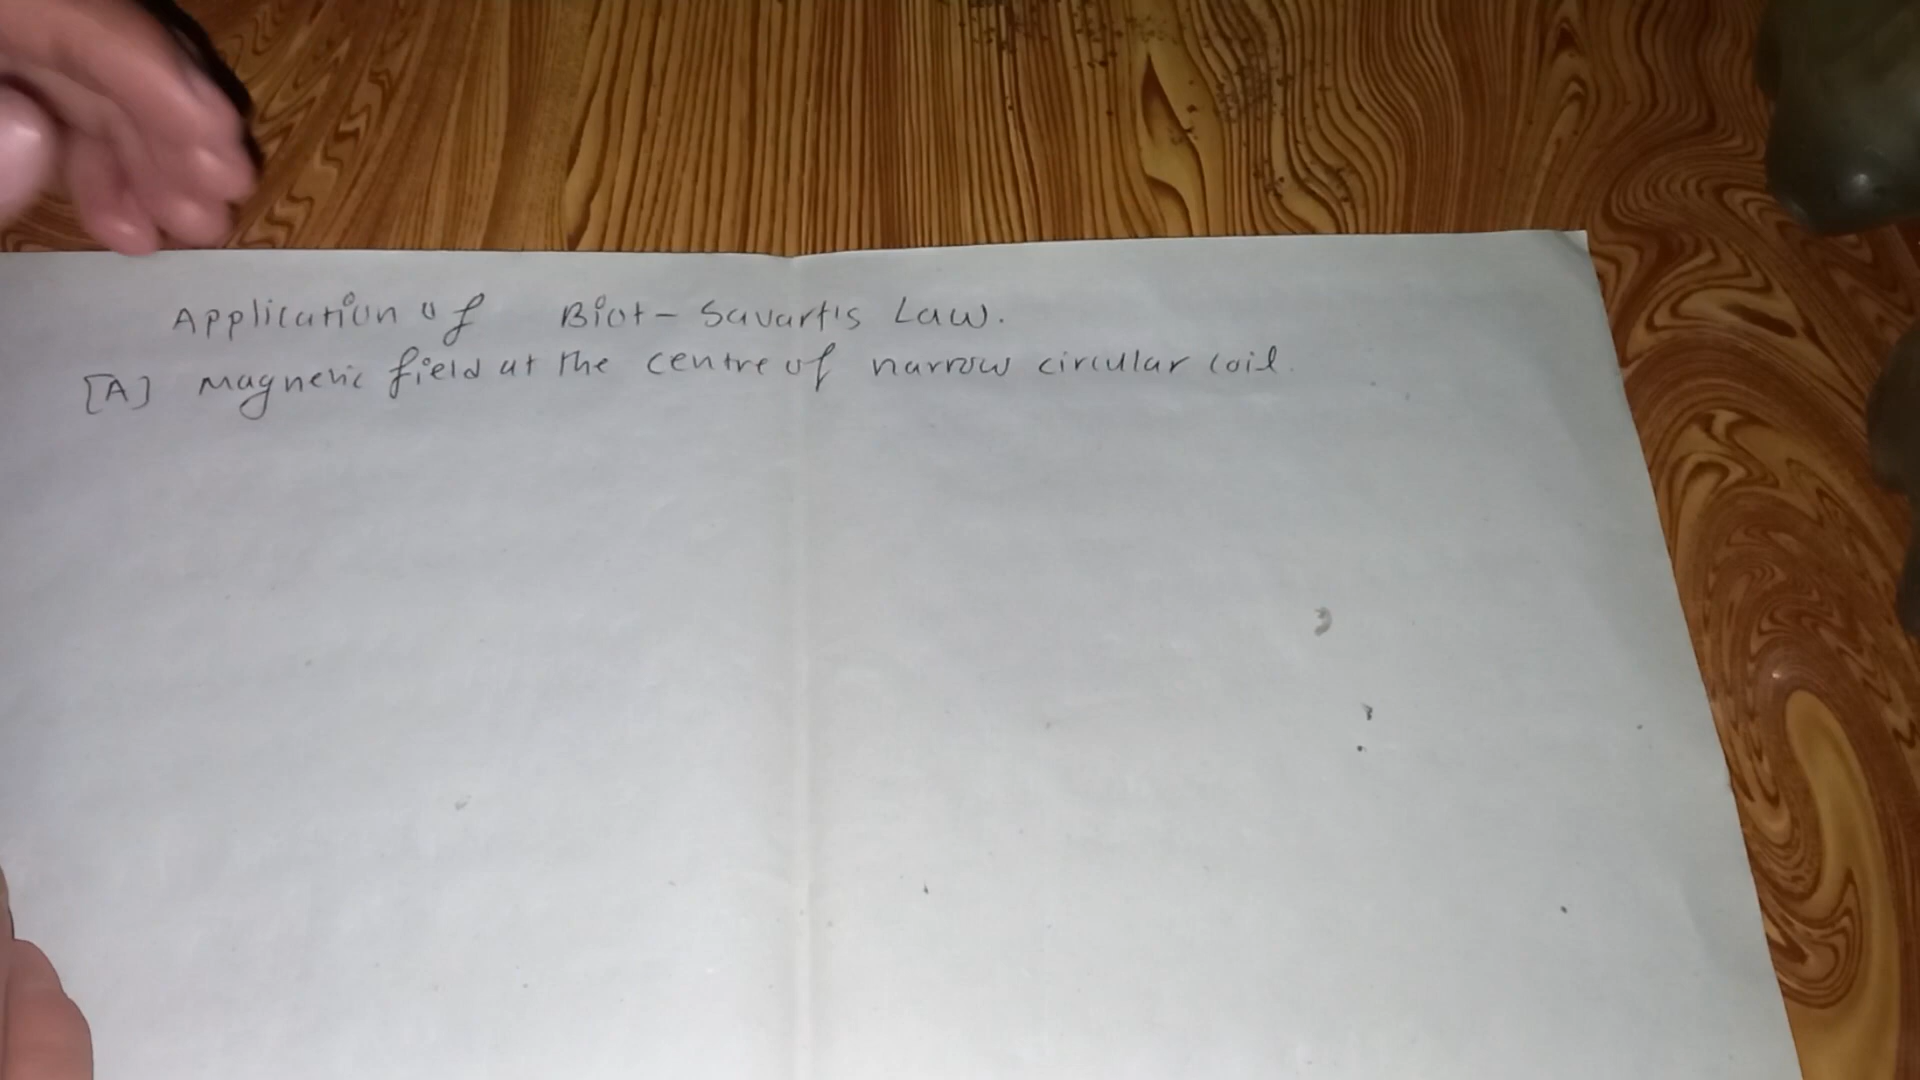 Application of Biot-Savart's Law.
[A] Magnetic field at the centre of narrow circular coil.